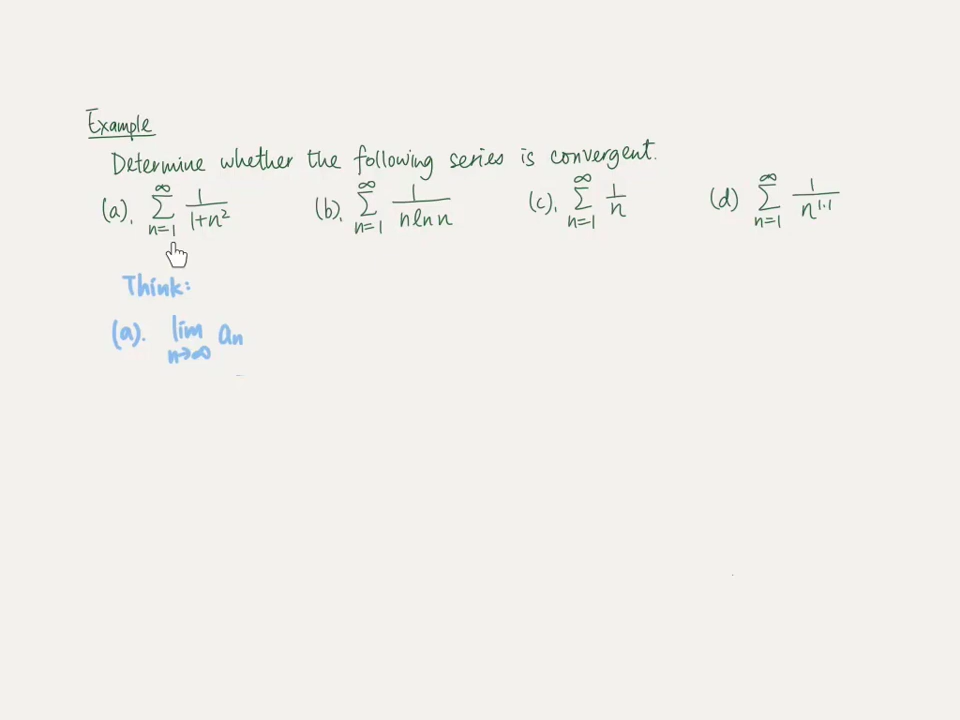 Example
Determine whether the following series is convergent.
(a). ∑_{n=1}^{∞} 1/(1+n²) (b). ∑_{n=1}^{∞} 1/(n ln n) (c). ∑_{n=1}^{∞} 1/n (d) ∑_{n=1}^{∞} 1/n^{1.1}
Think:
(a). lim_{n→∞} an